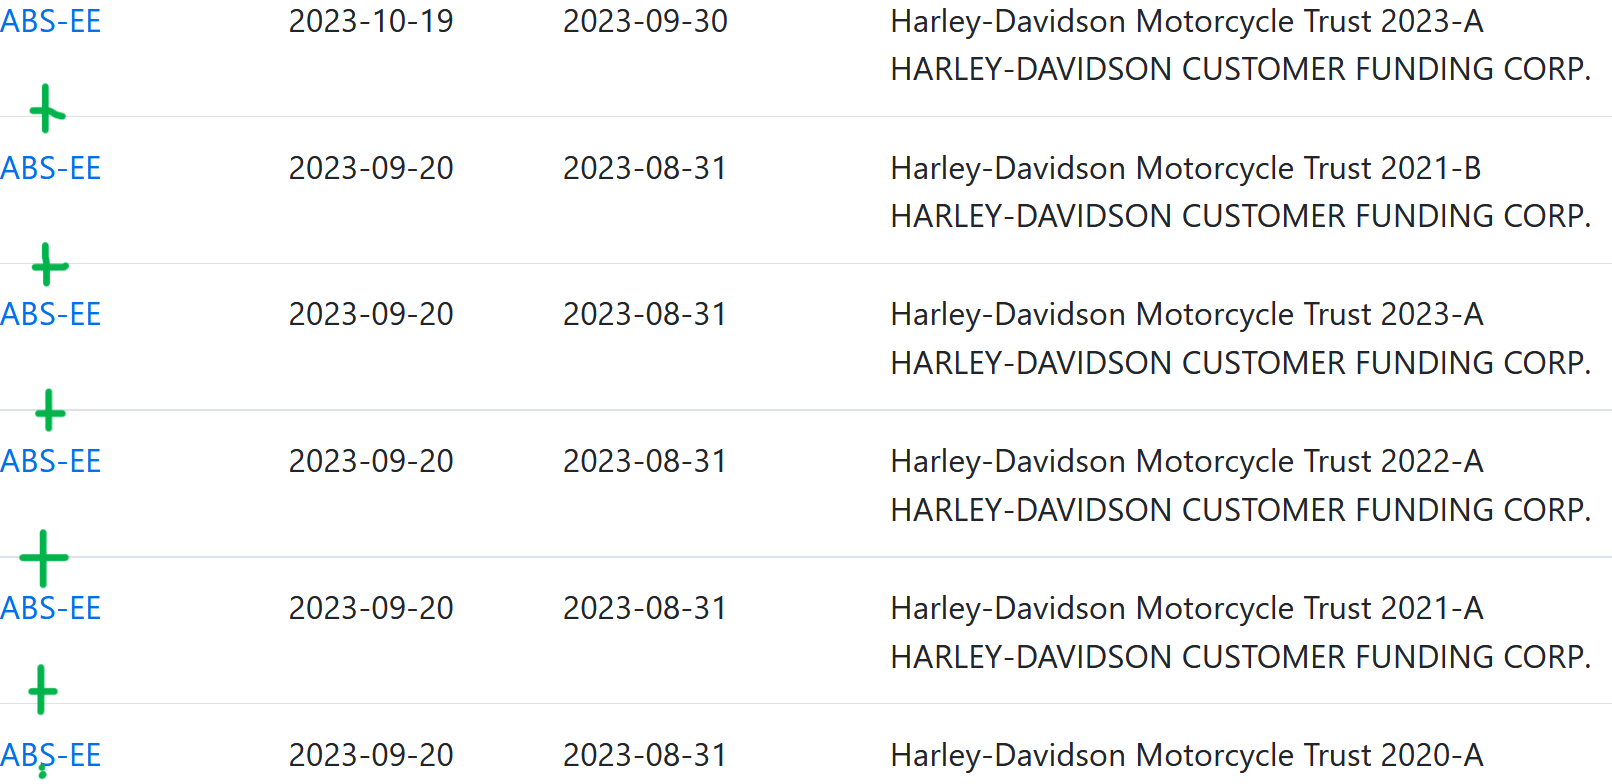 ABS-EE 2023-10-19 2023-09-30 Harley-Davidson Motorcycle Trust 2023-A
HARLEY-DAVIDSON CUSTOMER FUNDING CORP.
+
ABS-EE 2023-09-20 2023-08-31 Harley-Davidson Motorcycle Trust 2021-B
HARLEY-DAVIDSON CUSTOMER FUNDING CORP.
+
ABS-EE 2023-09-20 2023-08-31 Harley-Davidson Motorcycle Trust 2023-A
HARLEY-DAVIDSON CUSTOMER FUNDING CORP.
+
ABS-EE 2023-09-20 2023-08-31 Harley-Davidson Motorcycle Trust 2022-A
HARLEY-DAVIDSON CUSTOMER FUNDING CORP.
+
ABS-EE 2023-09-20 2023-08-31 Harley-Davidson Motorcycle Trust 2021-A
HARLEY-DAVIDSON CUSTOMER FUNDING CORP.
+
ABS-EE 2023-09-20 2023-08-31 Harley-Davidson Motorcycle Trust 2020-A